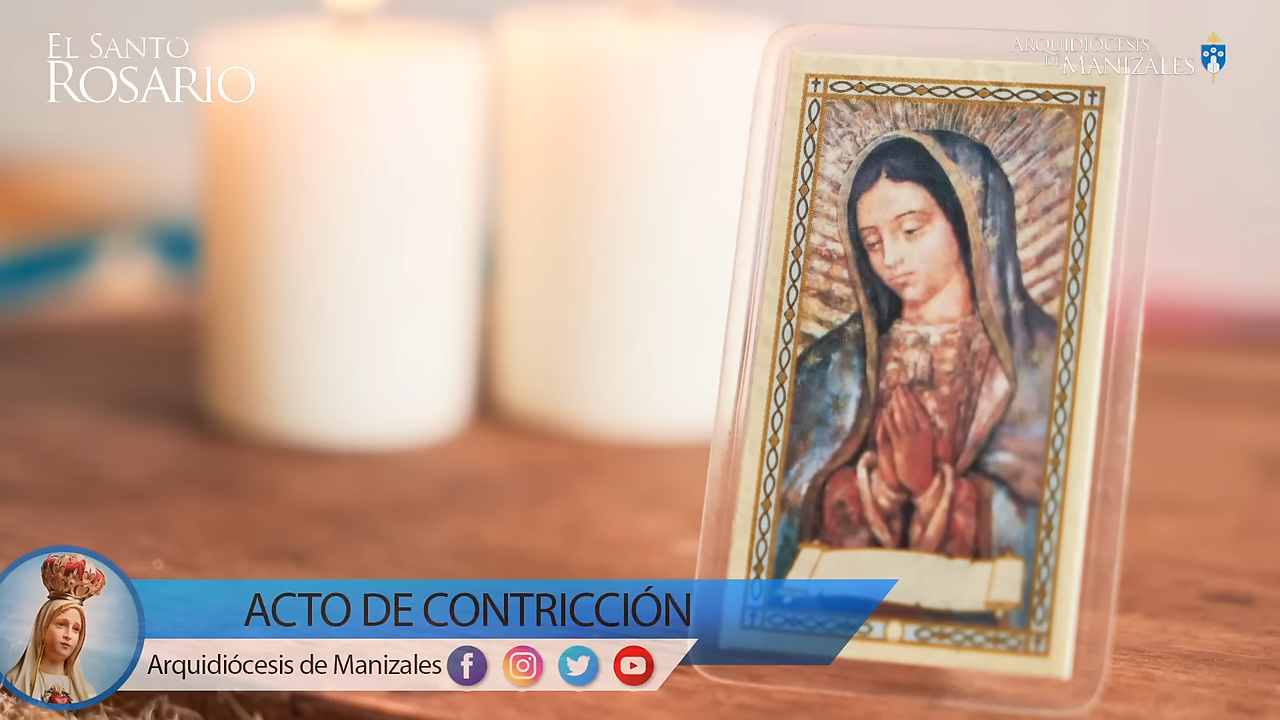 EL SANTO
ROSARIO
ARQUIDIÓCESIS
DE MANIZALES
ACTO DE CONTRICCIÓN
Arquidiócesis de Manizales